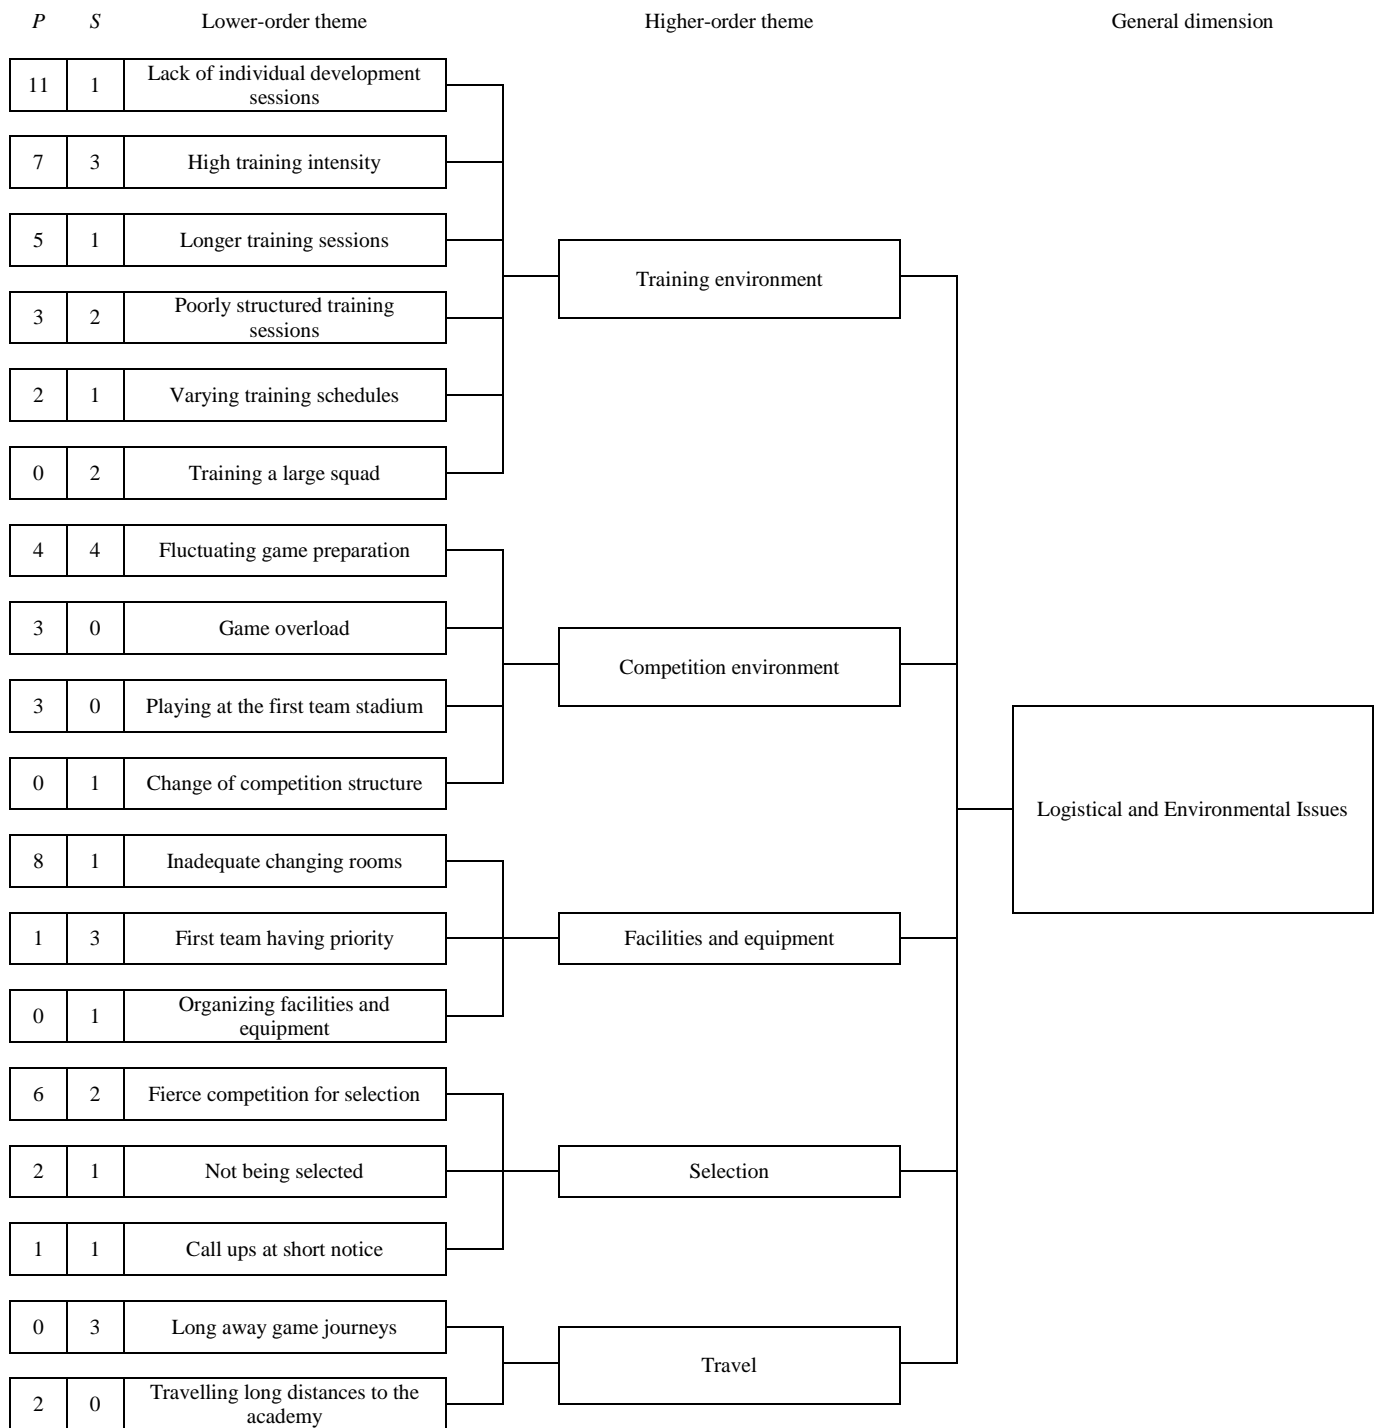 P S Lower-order theme Higher-order theme General dimension
11 1 Lack of individual development
sessions
7 3 High training intensity
5 1 Longer training sessions
Training environment
3 2 Poorly structured training
sessions
2 1 Varying training schedules
0 2 Training a large squad
4 4 Fluctuating game preparation
3 0 Game overload
Competition environment
3 0 Playing at the first team stadium
0 1 Change of competition structure
Logistical and Environmental Issues
8 1 Inadequate changing rooms
1 3 First team having priority
Facilities and equipment
0 1 Organizing facilities and
equipment
6 2 Fierce competition for selection
2 1 Not being selected
Selection
1 1 Call ups at short notice
0 3 Long away game journeys
Travel
2 0 Travelling long distances to the
academy